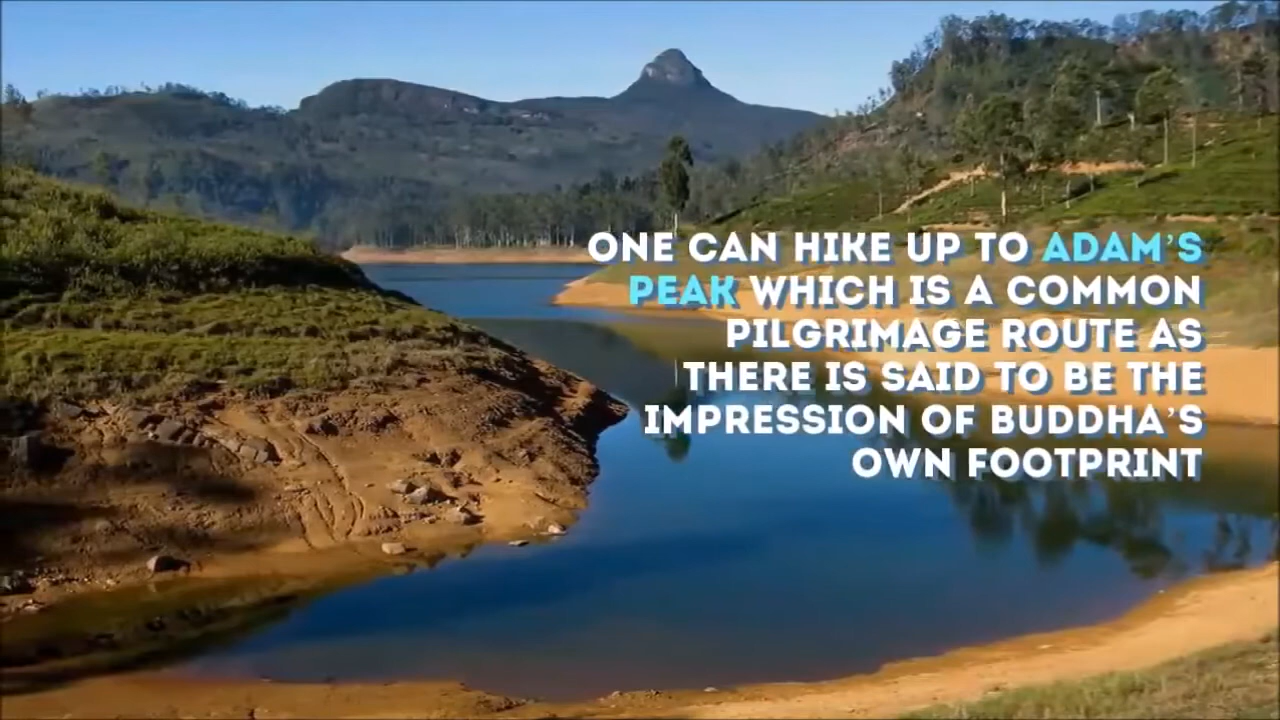 ONE CAN HIKE UP TO ADAM'S
PEAK WHICH IS A COMMON
PILGRIMAGE ROUTE AS
THERE IS SAID TO BE THE
IMPRESSION OF BUDDHA'S
OWN FOOTPRINT